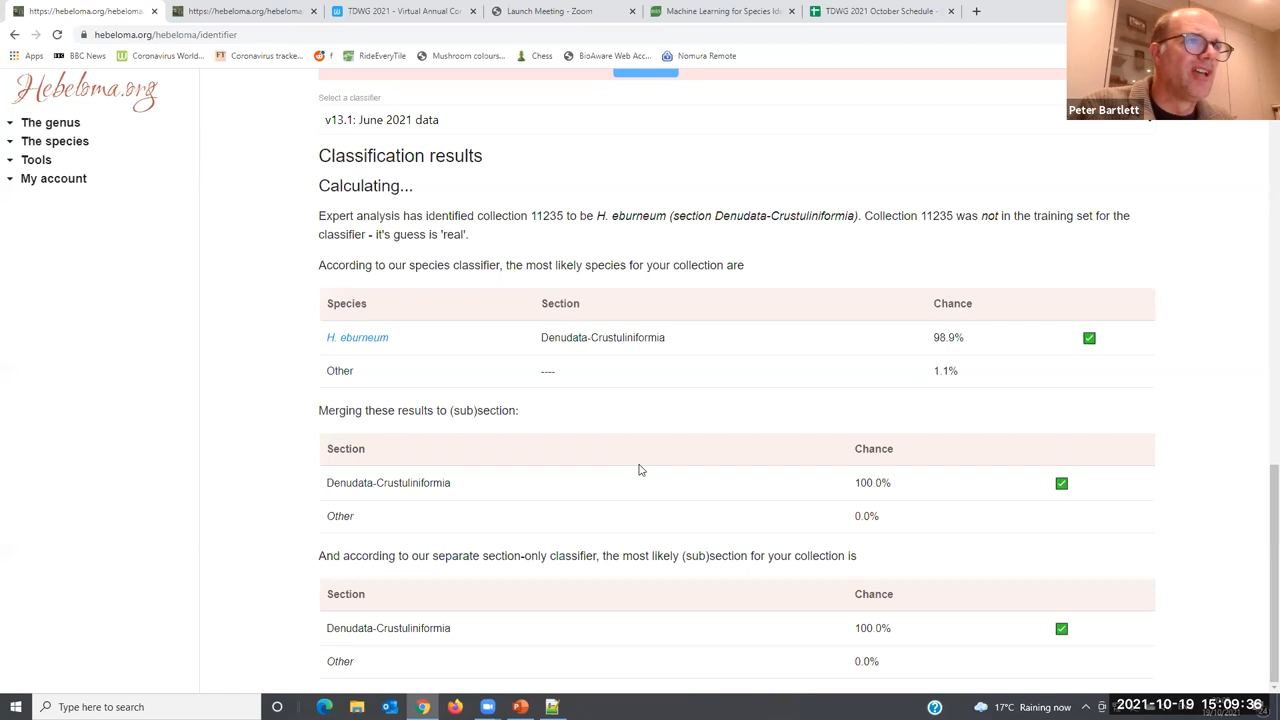 https://hebeloma.org/hebelom
https://hebeloma.org/hebeloma
TDWG 2021 - Virtual Annual Co
Launch Meeting - Zoom
Machine Learning for Species Id
TDWG 2021 October Schedule
hebeloma.org/hebeloma/identifier
Apps
BBC News
Coronavirus World...
Coronavirus tracke...
f
RideEveryTile
Mushroom colours...
Chess
BioAware Web Acc...
Nomura Remote
Peter Bartlett
Hebeloma.org
The genus
The species
Tools
My account
Select a classifier
v13.1: June 2021 data
Classification results
Calculating...
Expert analysis has identified collection 11235 to be H. eburneum (section Denudata-Crustuliniformia). Collection 11235 was not in the training set for the
classifier - it's guess is 'real'.
According to our species classifier, the most likely species for your collection are
Species Section Chance
H. eburneum Denudata-Crustuliniformia 98.9%
Other ---- 1.1%
Merging these results to (sub)section:
Section Chance
Denudata-Crustuliniformia 100.0%
Other 0.0%
And according to our separate section-only classifier, the most likely (sub)section for your collection is
Section Chance
Denudata-Crustuliniformia 100.0%
Other 0.0%
Type here to search
17°C Raining now
2021-10-19 15:09:36